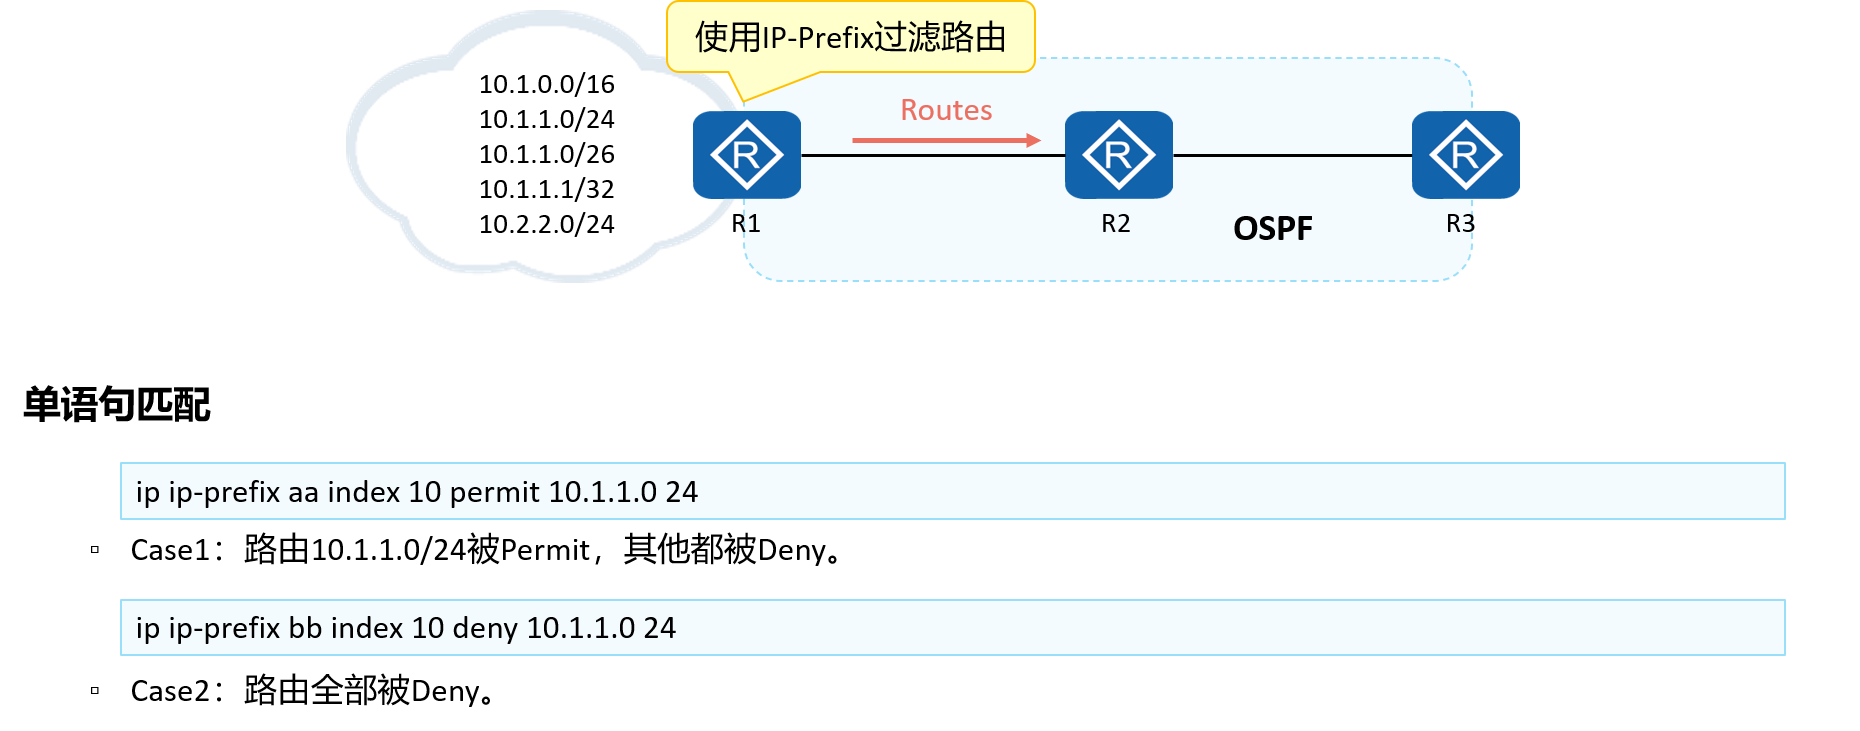 使用IP-Prefix过滤路由
10.1.0.0/16
10.1.1.0/24
10.1.1.0/26
10.1.1.1/32
10.2.2.0/24
Routes
R
R
R
R1
R2
R3
OSPF
单语句匹配
ip ip-prefix aa index 10 permit 10.1.1.0 24
▫ Case1：路由10.1.1.0/24被Permit，其他都被Deny。
ip ip-prefix bb index 10 deny 10.1.1.0 24
▫ Case2：路由全部被Deny。